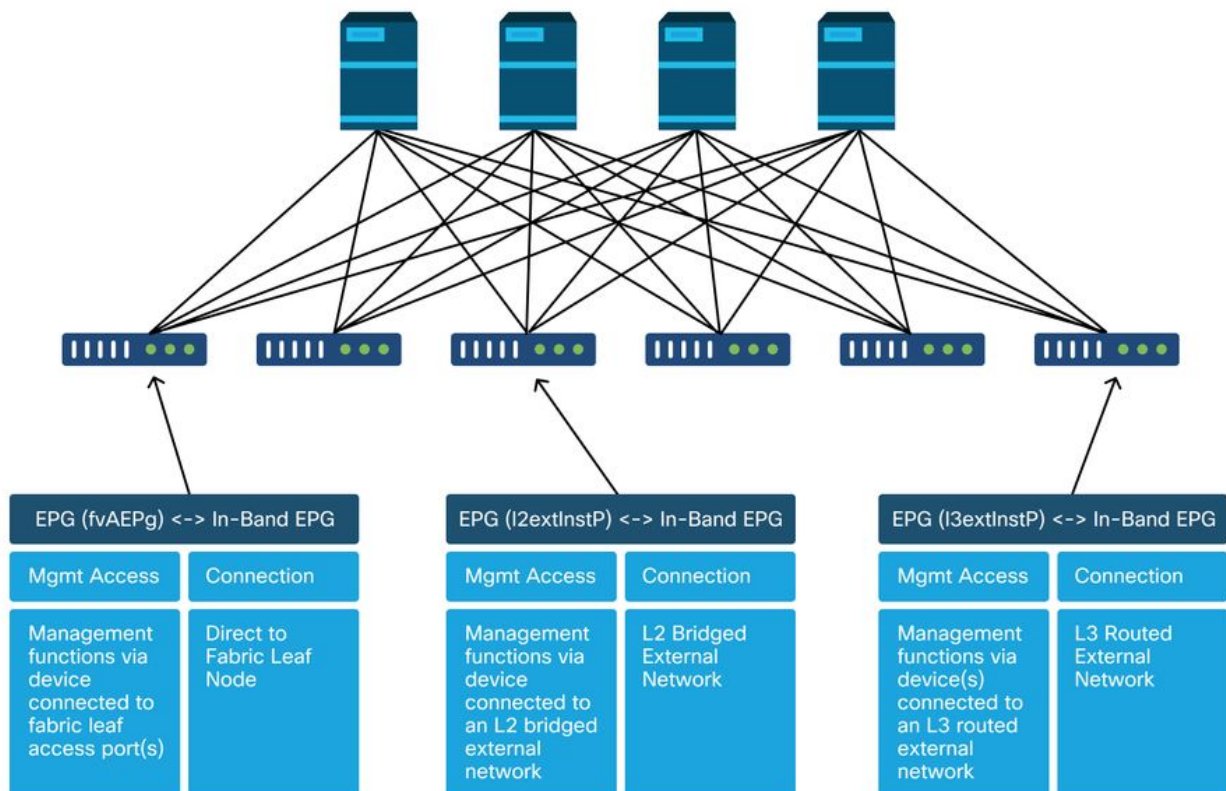 EPG (fvAEPg) <-> In-Band EPG
Mgmt Access
Connection
Management
functions via
device
connected to
fabric leaf
access port(s)
Direct to
Fabric Leaf
Node
EPG (l2extInstP) <-> In-Band EPG
Mgmt Access
Connection
Management
functions via
device
connected to
an L2 bridged
external
network
L2 Bridged
External
Network
EPG (l3extInstP) <-> In-Band EPG
Mgmt Access
Connection
Management
functions via
device(s)
connected to
an L3 routed
external
network
L3 Routed
External
Network